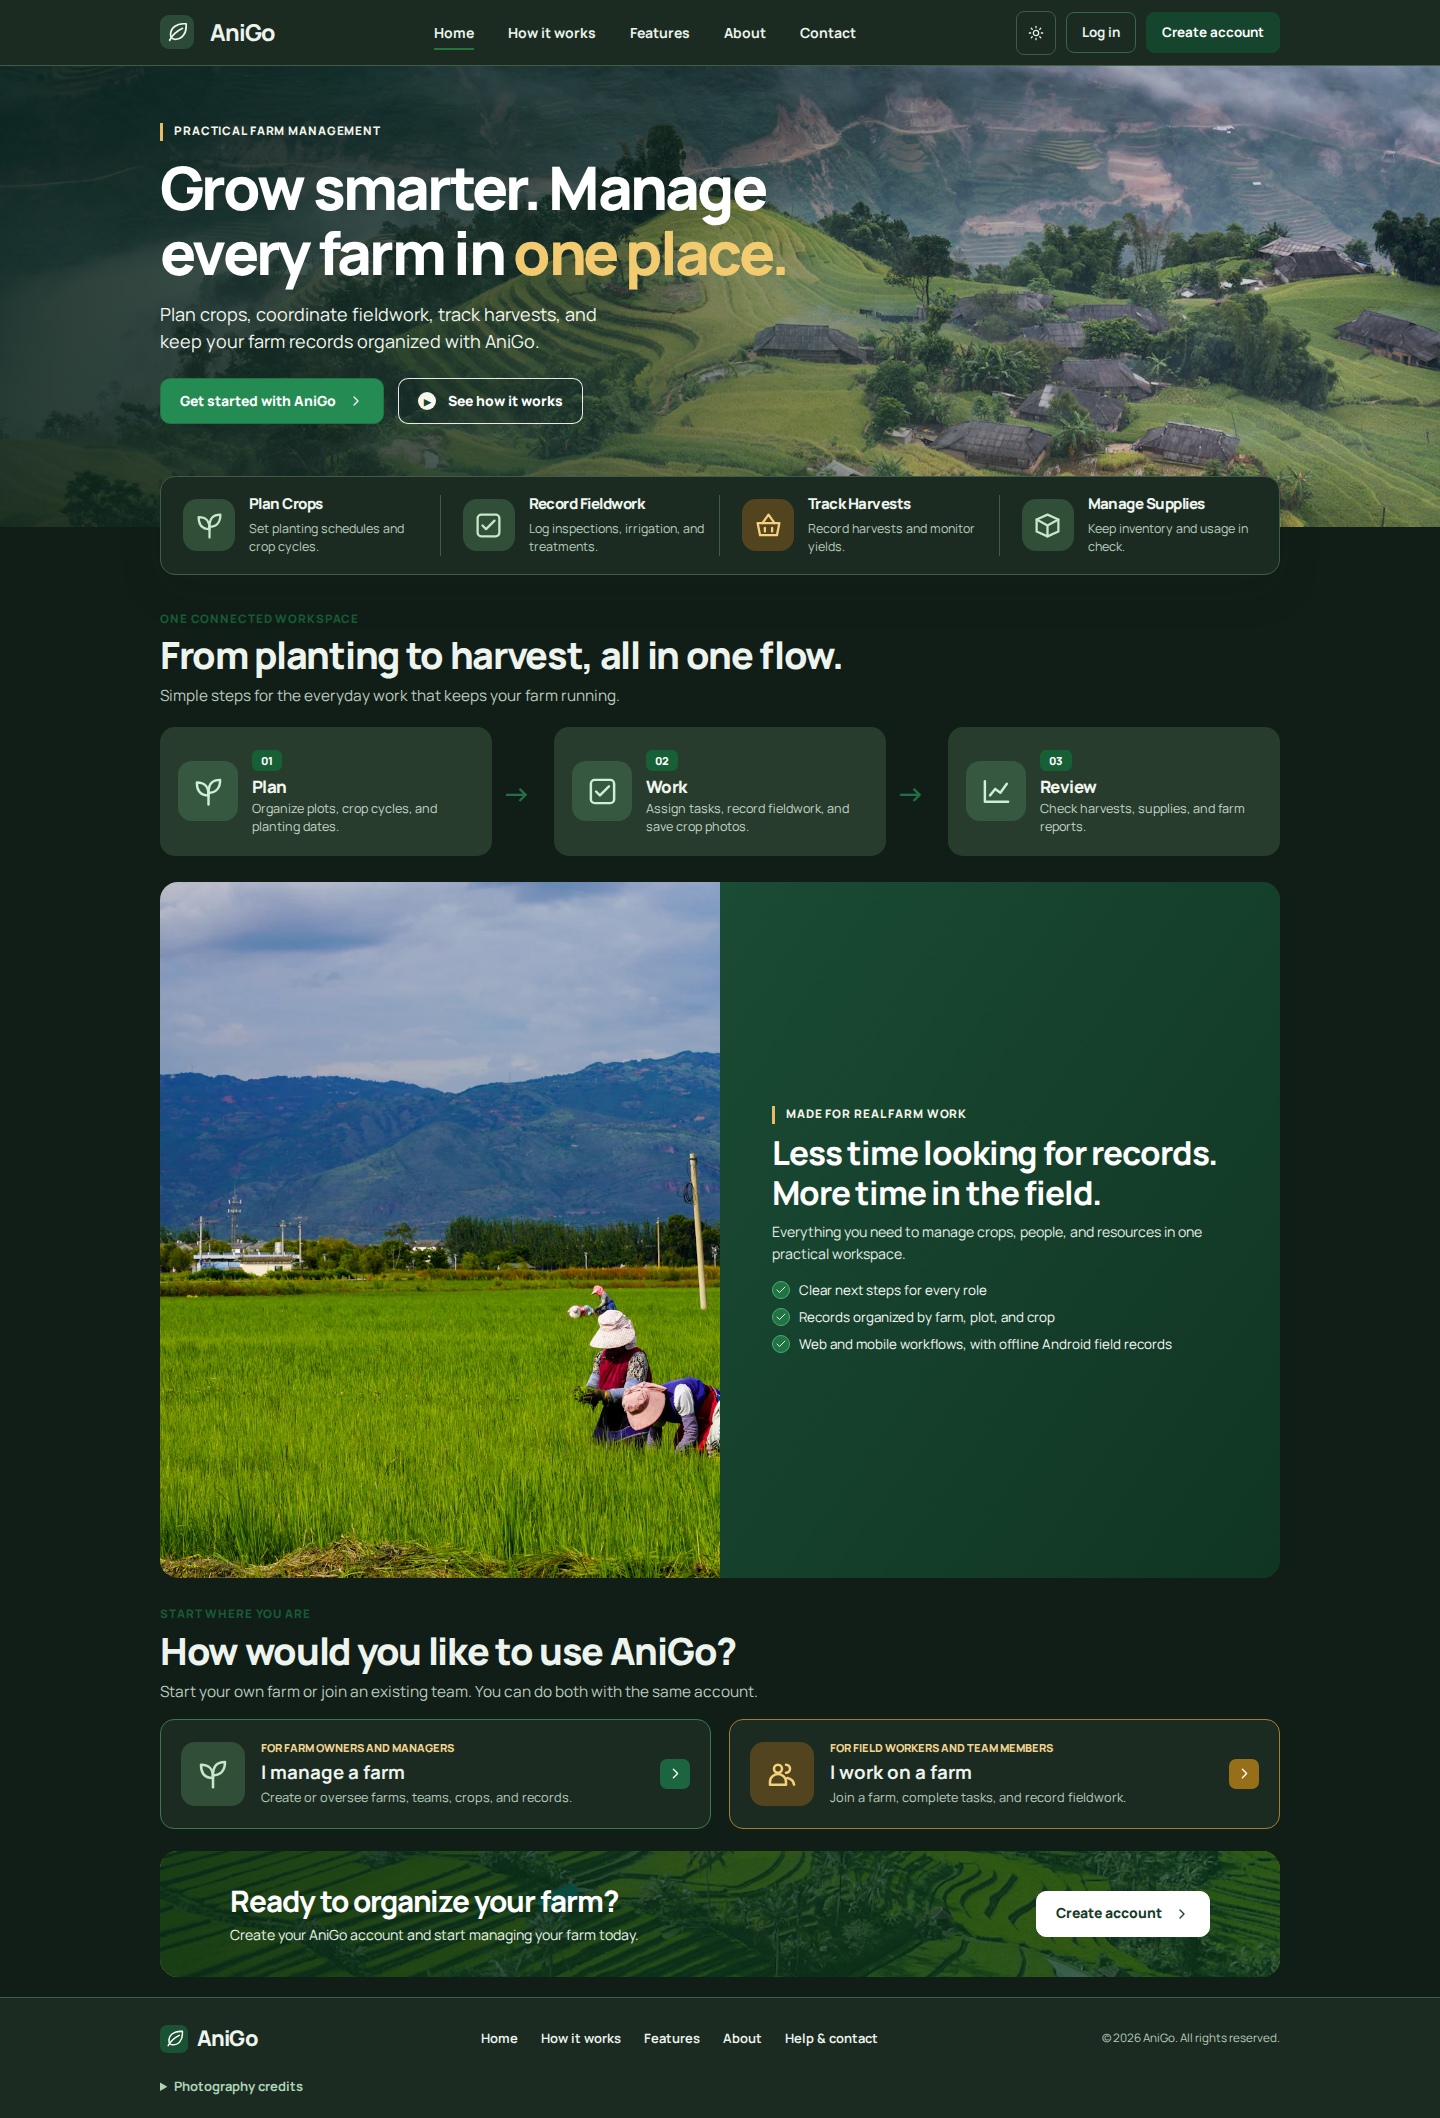 AniGo
Home
How it works
Features
About
Contact
Log in
Create account
PRACTICAL FARM MANAGEMENT
Grow smarter. Manage
every farm in one place.
Plan crops, coordinate fieldwork, track harvests, and
keep your farm records organized with AniGo.
Get started with AniGo
See how it works
Plan Crops
Set planting schedules and
crop cycles.
Record Fieldwork
Log inspections, irrigation, and
treatments.
Track Harvests
Record harvests and monitor
yields.
Manage Supplies
Keep inventory and usage in
check.
ONE CONNECTED WORKSPACE
From planting to harvest, all in one flow.
Simple steps for the everyday work that keeps your farm running.
01
Plan
Organize plots, crop cycles, and
planting dates.
02
Work
Assign tasks, record fieldwork, and
save crop photos.
03
Review
Check harvests, supplies, and farm
reports.
MADE FOR REAL FARM WORK
Less time looking for records.
More time in the field.
Everything you need to manage crops, people, and resources in one
practical workspace.
Clear next steps for every role
Records organized by farm, plot, and crop
Web and mobile workflows, with offline Android field records
START WHERE YOU ARE
How would you like to use AniGo?
Start your own farm or join an existing team. You can do both with the same account.
FOR FARM OWNERS AND MANAGERS
I manage a farm
Create or oversee farms, teams, crops, and records.
FOR FIELD WORKERS AND TEAM MEMBERS
I work on a farm
Join a farm, complete tasks, and record fieldwork.
Ready to organize your farm?
Create your AniGo account and start managing your farm today.
Create account
AniGo
Home
How it works
Features
About
Help & contact
© 2026 AniGo. All rights reserved.
Photography credits